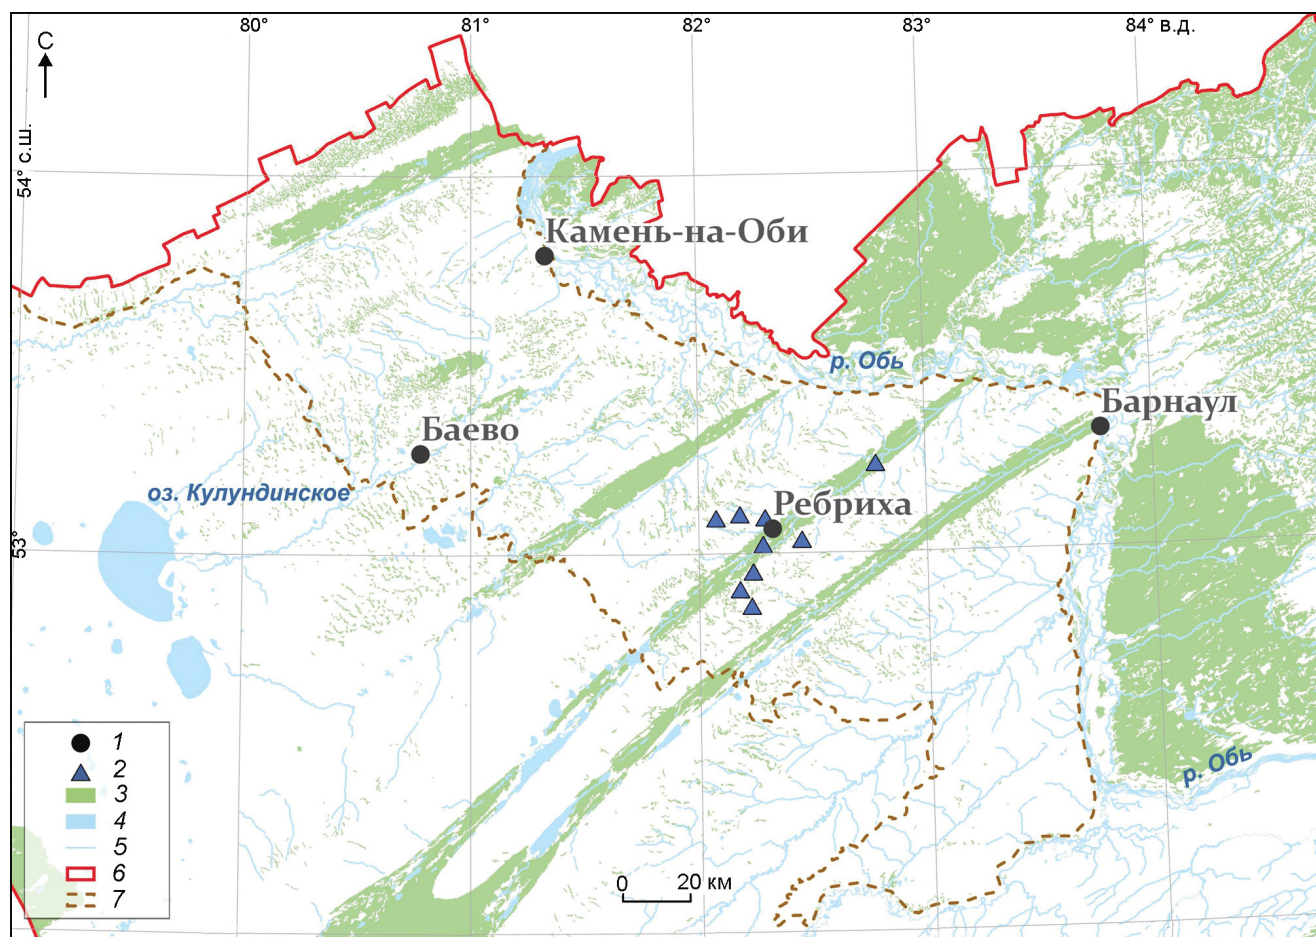 80° 81° 82° 83° 84° в.д.
С
54° с.ш.
Камень-на-Оби
р. Обь
Барнаул
Баево
оз. Кулундинское
Ребриха
53°
р. Обь
1
2
3
4
5
6
7
0 20 км